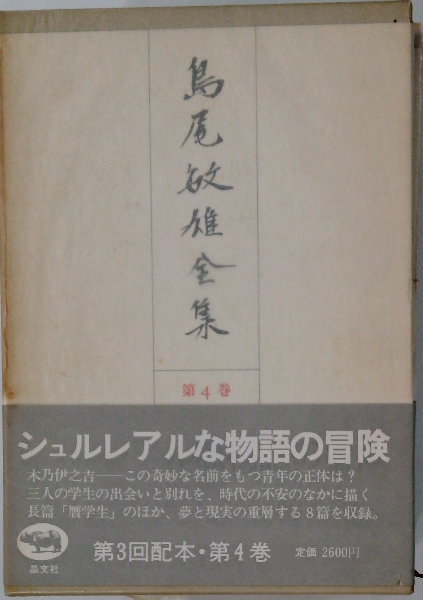 島尾敏雄全集
第4巻
シュルレアルな物語の冒険
木乃伊之吉――この奇妙な名前をもつ青年の正体は?
三人の学生の出会いと別れを、時代の不安のなかに描く
長篇「贋学生」のほか、夢と現実の重層する8篇を収録。
第3回配本・第4巻
定価 2600円
晶文社